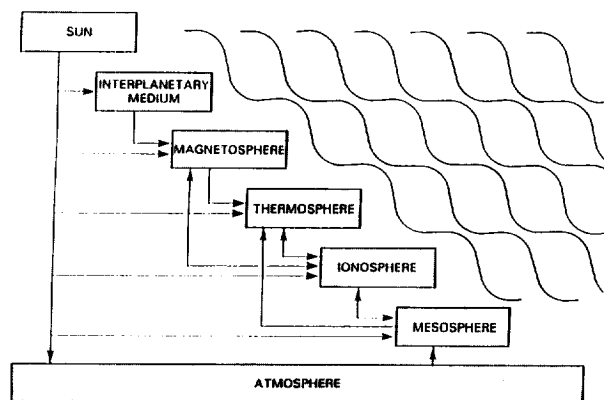 SUN
INTERPLANETARY
MEDIUM
MAGNETOSPHERE
THERMOSPHERE
IONOSPHERE
MESOSPHERE
ATMOSPHERE